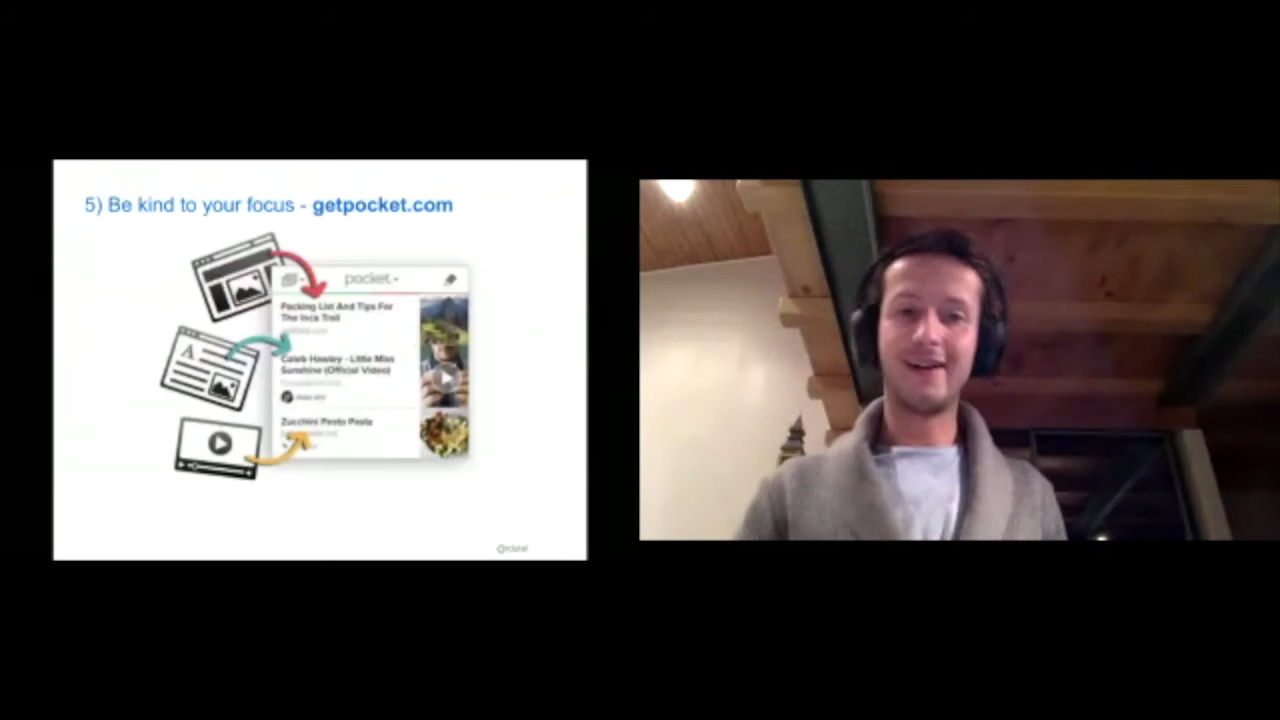 5) Be kind to your focus - getpocket.com
pocket
Packing List And Tips For
The Inca Trail
Caleb Hawley - Little Miss
Sunshine (Official Video)
Zucchini Pesto Pasta
A